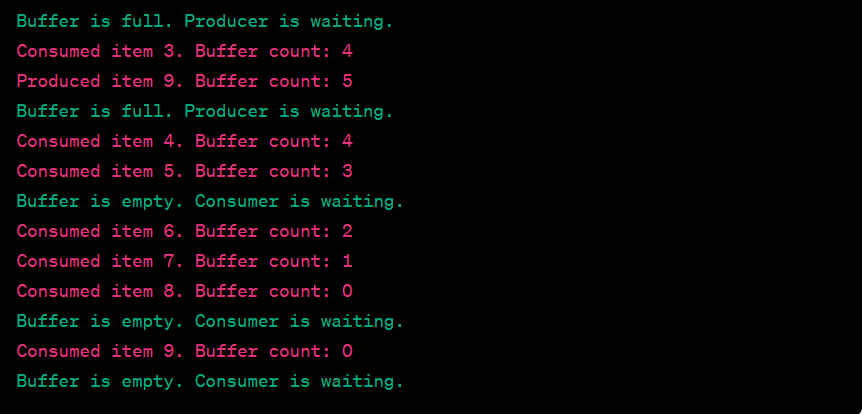 Buffer is full. Producer is waiting.
Consumed item 3. Buffer count: 4
Produced item 9. Buffer count: 5
Buffer is full. Producer is waiting.
Consumed item 4. Buffer count: 4
Consumed item 5. Buffer count: 3
Buffer is empty. Consumer is waiting.
Consumed item 6. Buffer count: 2
Consumed item 7. Buffer count: 1
Consumed item 8. Buffer count: 0
Buffer is empty. Consumer is waiting.
Consumed item 9. Buffer count: 0
Buffer is empty. Consumer is waiting.